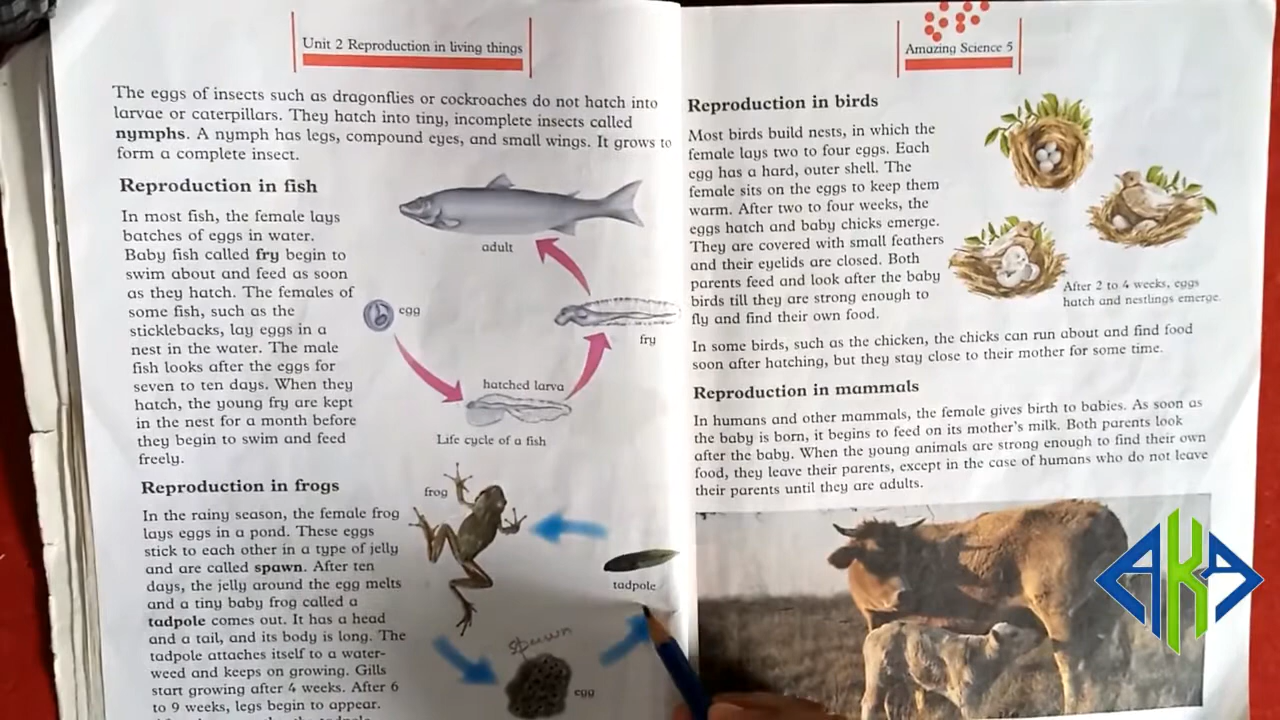 Unit 2 Reproduction in living things
The eggs of insects such as dragonflies or cockroaches do not hatch into
larvae or caterpillars. They hatch into tiny, incomplete insects called
nymphs. A nymph has legs, compound eyes, and small wings. It grows to
form a complete insect.
Reproduction in fish
In most fish, the female lays
batches of eggs in water.
Baby fish called fry begin to
swim about and feed as soon
as they hatch. The females of
some fish, such as the
sticklebacks, lay eggs in a
nest in the water. The male
fish looks after the eggs for
seven to ten days. When they
hatch, the young fry are kept
in the nest for a month before
they begin to swim and feed
freely.
adult
egg
fry
hatched larva
Life cycle of a fish
Reproduction in frogs
In the rainy season, the female frog
lays eggs in a pond. These eggs
stick to each other in a type of jelly
and are called spawn. After ten
days, the jelly around the egg melts
and a tiny baby frog called a
tadpole comes out. It has a head
and a tail, and its body is long. The
tadpole attaches itself to a water-
weed and keeps on growing. Gills
start growing after 4 weeks. After 6
to 9 weeks, legs begin to appear.
frog
tadpole
spawn
egg
Amazing Science 5
Reproduction in birds
Most birds build nests, in which the
female lays two to four eggs. Each
egg has a hard, outer shell. The
female sits on the eggs to keep them
warm. After two to four weeks, the
eggs hatch and baby chicks emerge.
They are covered with small feathers
and their eyelids are closed. Both
parents feed and look after the baby
birds till they are strong enough to
fly and find their own food.
After 2 to 4 weeks, eggs
hatch and nestlings emerge.
In some birds, such as the chicken, the chicks can run about and find food
soon after hatching, but they stay close to their mother for some time.
Reproduction in mammals
In humans and other mammals, the female gives birth to babies. As soon as
the baby is born, it begins to feed on its mother's milk. Both parents look
after the baby. When the young animals are strong enough to find their own
food, they leave their parents, except in the case of humans who do not leave
their parents until they are adults.
AKA